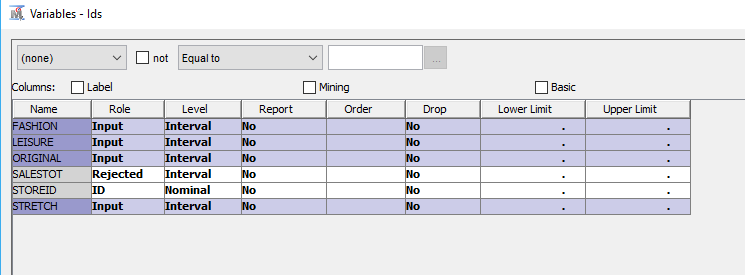 Variables - Ids
(none) not Equal to ...
Columns: Label Mining Basic
Name Role Level Report Order Drop Lower Limit Upper Limit
FASHION Input Interval No No . .
LEISURE Input Interval No No . .
ORIGINAL Input Interval No No . .
SALESTOT Rejected Interval No No . .
STOREID ID Nominal No No . .
STRETCH Input Interval No No . .